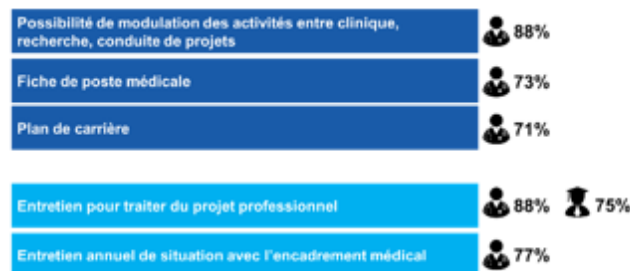 Possibilité de modulation des activités entre clinique,
recherche, conduite de projets
88%
Fiche de poste médicale
73%
Plan de carrière
71%
Entretien pour traiter du projet professionnel
88% 75%
Entretien annuel de situation avec l'encadrement médical
77%